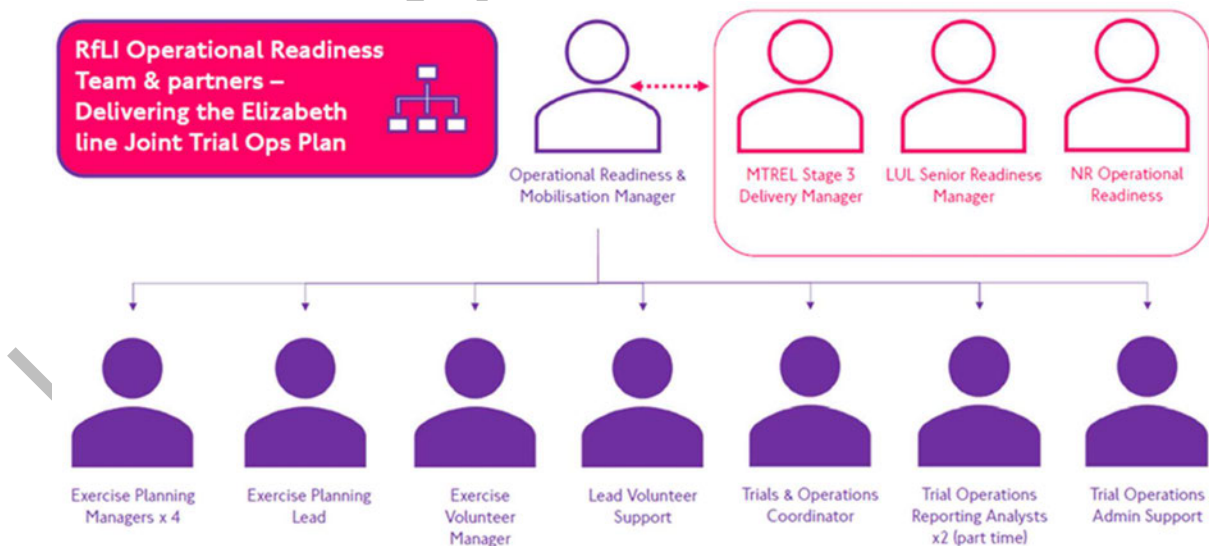 RfLI Operational Readiness
Team & partners –
Delivering the Elizabeth
line Joint Trial Ops Plan
Operational Readiness &
Mobilisation Manager
MTREL Stage 3
Delivery Manager
LUL Senior Readiness
Manager
NR Operational
Readiness
Exercise Planning
Managers x 4
Exercise Planning
Lead
Exercise
Volunteer
Manager
Lead Volunteer
Support
Trials & Operations
Coordinator
Trial Operations
Reporting Analysts
x2 (part time)
Trial Operations
Admin Support